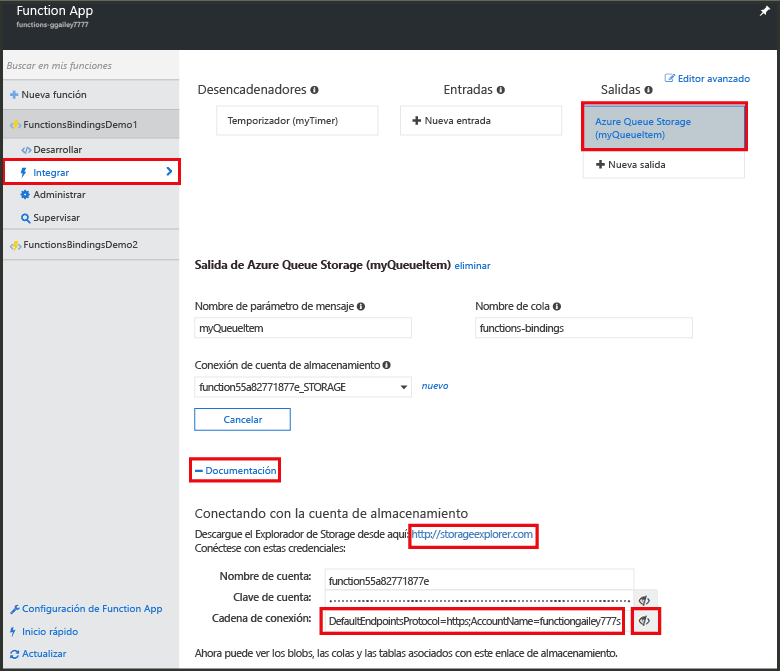 Function App
functions-ggailey7777
Buscar en mis funciones
Nueva función
FunctionsBindingsDemo1
Desarrollar
Integrar
Administrar
Supervisar
FunctionsBindingsDemo2
Configuración de Function App
Inicio rápido
Actualizar
Editor avanzado
Desencadenadores
Entradas
Salidas
Temporizador (myTimer)
Nueva entrada
Azure Queue Storage
(myQueueItem)
Nueva salida
Salida de Azure Queue Storage (myQueueItem) eliminar
Nombre de parámetro de mensaje
Nombre de cola
myQueueItem
functions-bindings
Conexión de cuenta de almacenamiento
function55a82771877e_STORAGE
nuevo
Cancelar
Documentación
Conectando con la cuenta de almacenamiento
Descargue el Explorador de Storage desde aquí: http://storageexplorer.com
Conéctese con estas credenciales:
Nombre de cuenta: function55a82771877e
Clave de cuenta:
Cadena de conexión: DefaultEndpointsProtocol=https;AccountName=functiongailey777s
Ahora puede ver los blobs, las colas y las tablas asociados con este enlace de almacenamiento.